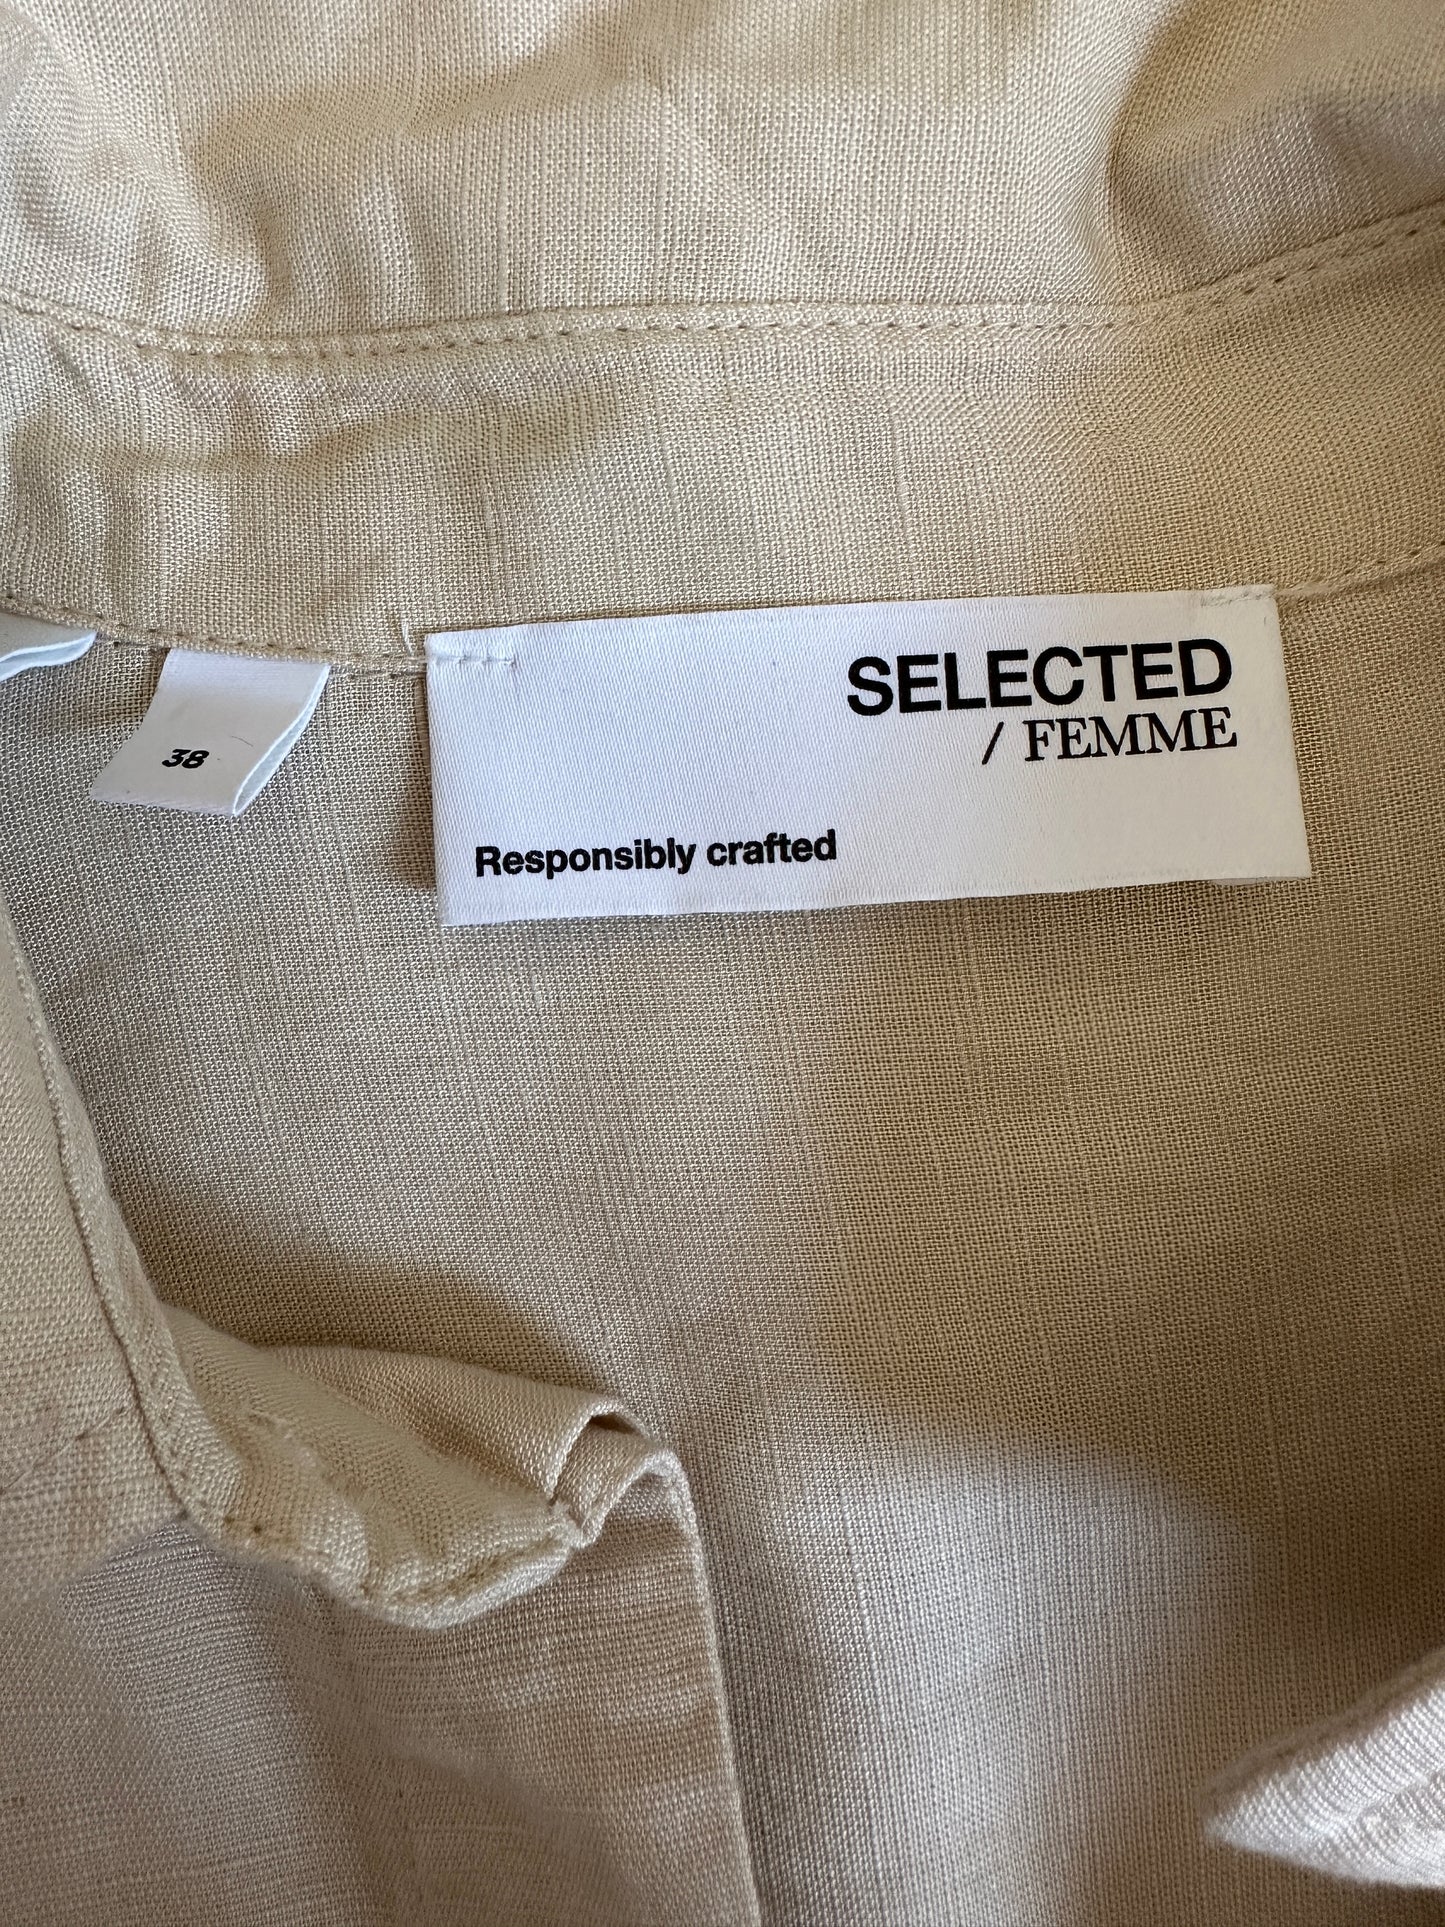 SELECTED
/ FEMME
38
Responsibly crafted